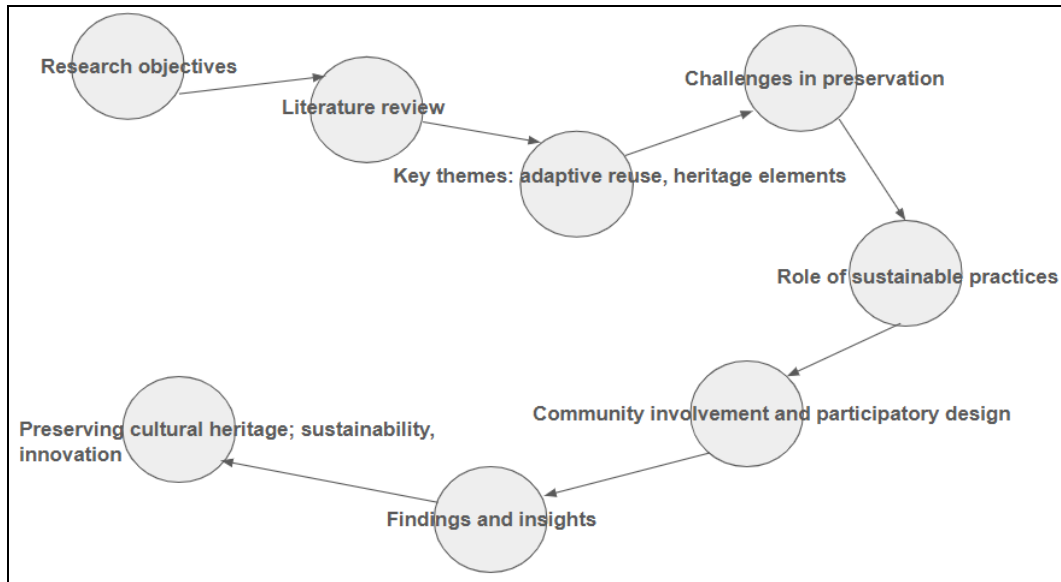 Research objectives
Literature review
Key themes: adaptive reuse, heritage elements
Challenges in preservation
Role of sustainable practices
Community involvement and participatory design
Findings and insights
Preserving cultural heritage; sustainability,
innovation